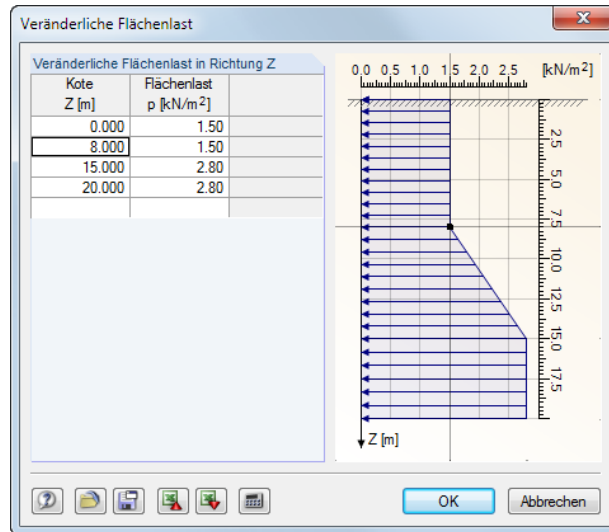 Veränderliche Flächenlast
Veränderliche Flächenlast in Richtung Z
Kote Flächenlast
Z [m] p [kN/m²]
0.000 1.50
8.000 1.50
15.000 2.80
20.000 2.80
0.0 0.5 1.0 1.5 2.0 2.5 [kN/m²]
2.5
5.0
7.5
10.0
12.5
15.0
17.5
Z [m]
OK Abbrechen